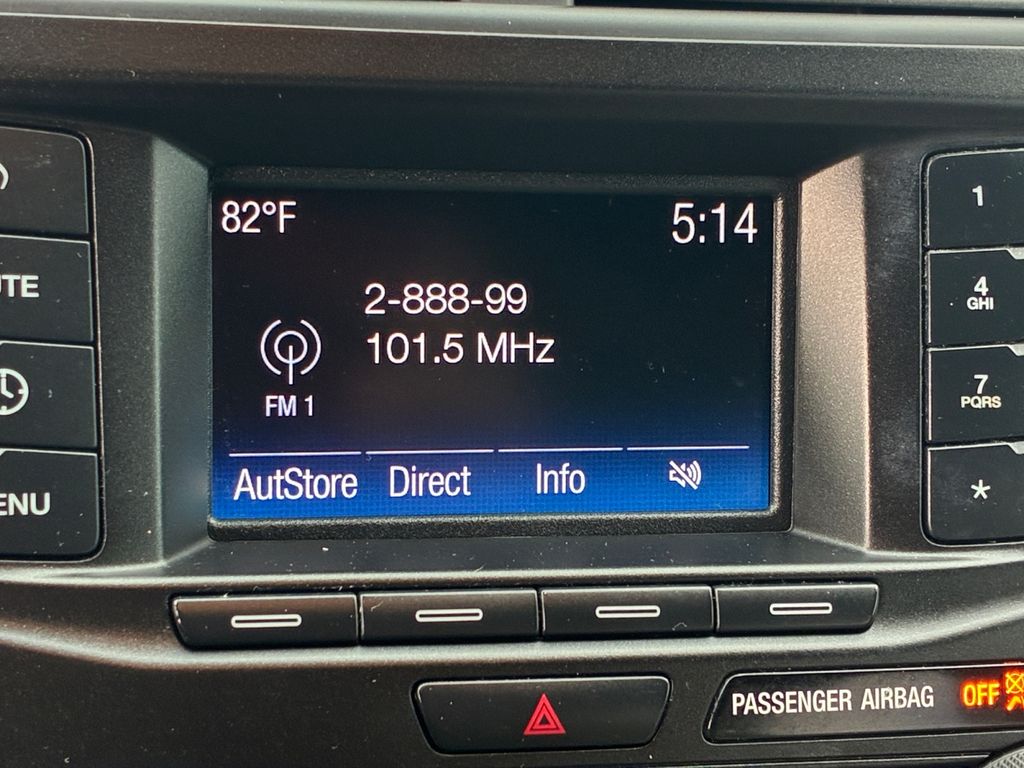 82°F
5:14
2-888-99
101.5 MHz
FM 1
AutStore Direct Info
UTE
ENU
1
4
GHI
7
PQRS
*
PASSENGER AIRBAG OFF